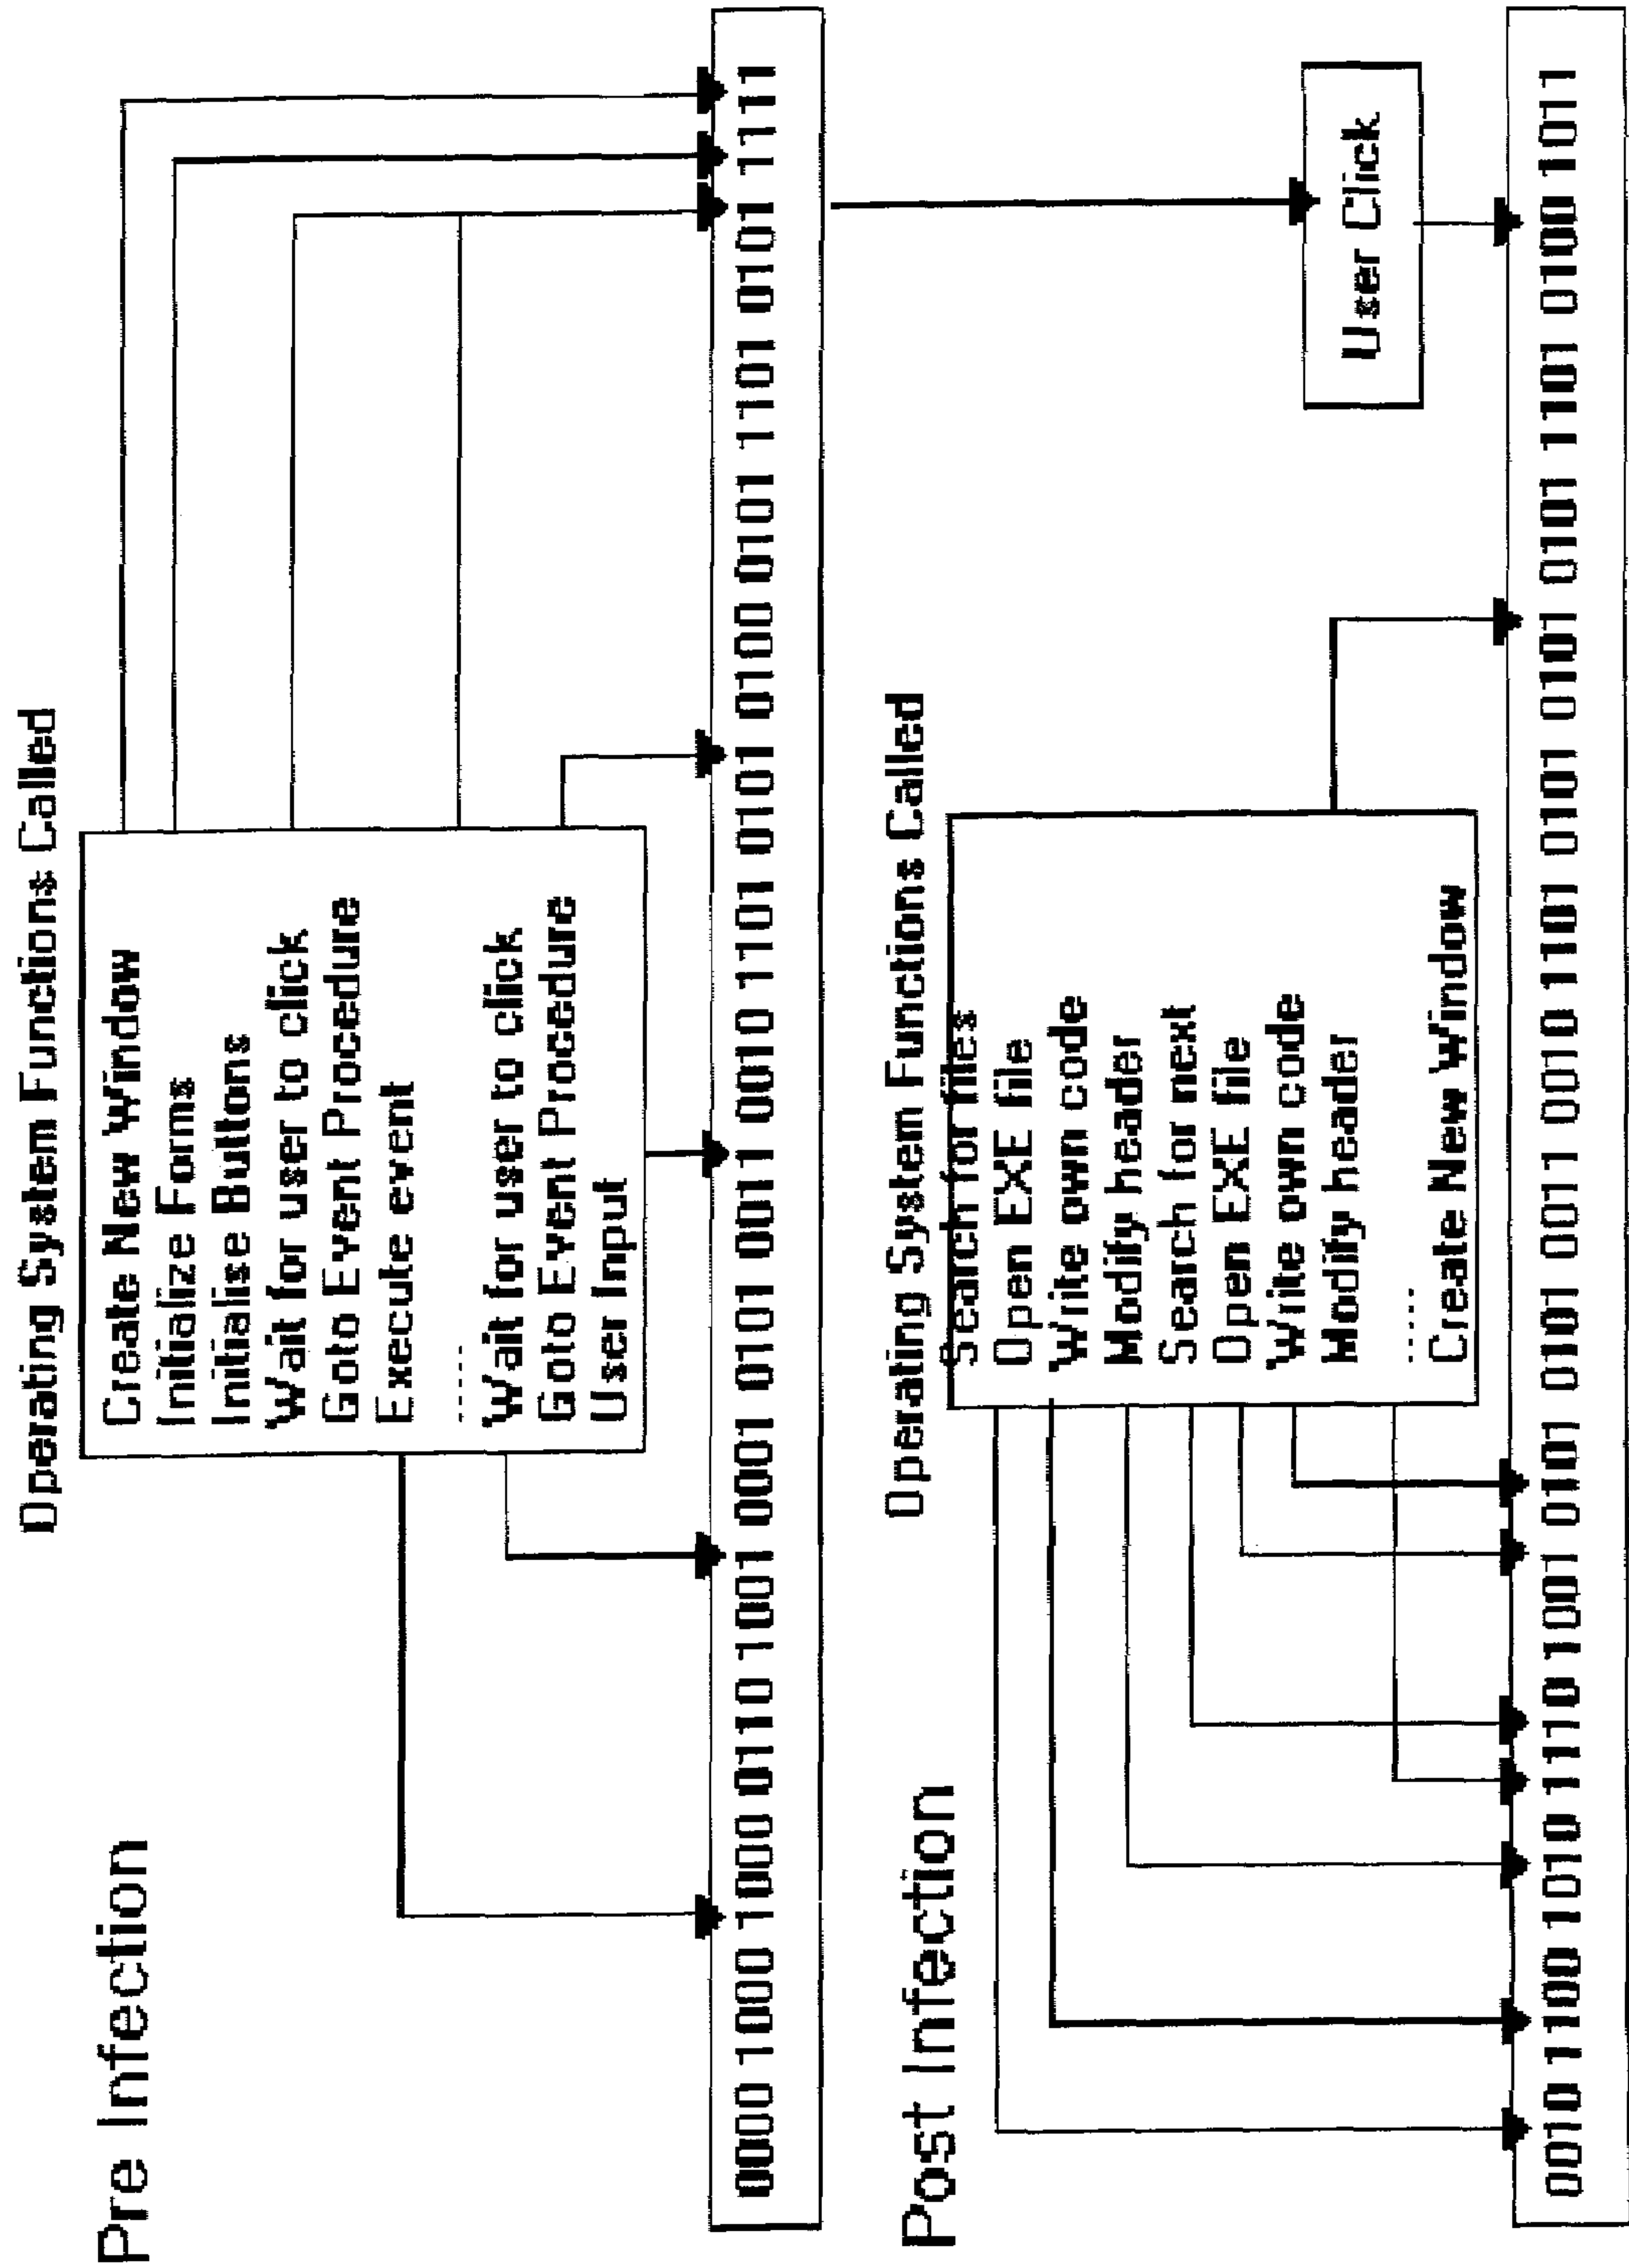 Pre Infection
Operating System Functions Called
Create New Window
Initialize Forms
Initialise Buttons
Wait for user to click
Goto Event Procedure
Execute event
.....
Wait for user to click
Goto Event Procedure
User Input
0000 1000 1000 0110 1001 0001 0101 0011 0010 1101 0101 0100 0101 1101 0101 1111
Post Infection
Operating System Functions Called
Search for files
Open EXE file
Write own code
Modify header
Search for next
Open EXE file
Write own code
Modify header
.....
Create New Window
User Click
0010 1100 1010 1110 1001 0101 0101 0011 0010 1101 0101 0101 0101 1101 0100 1011